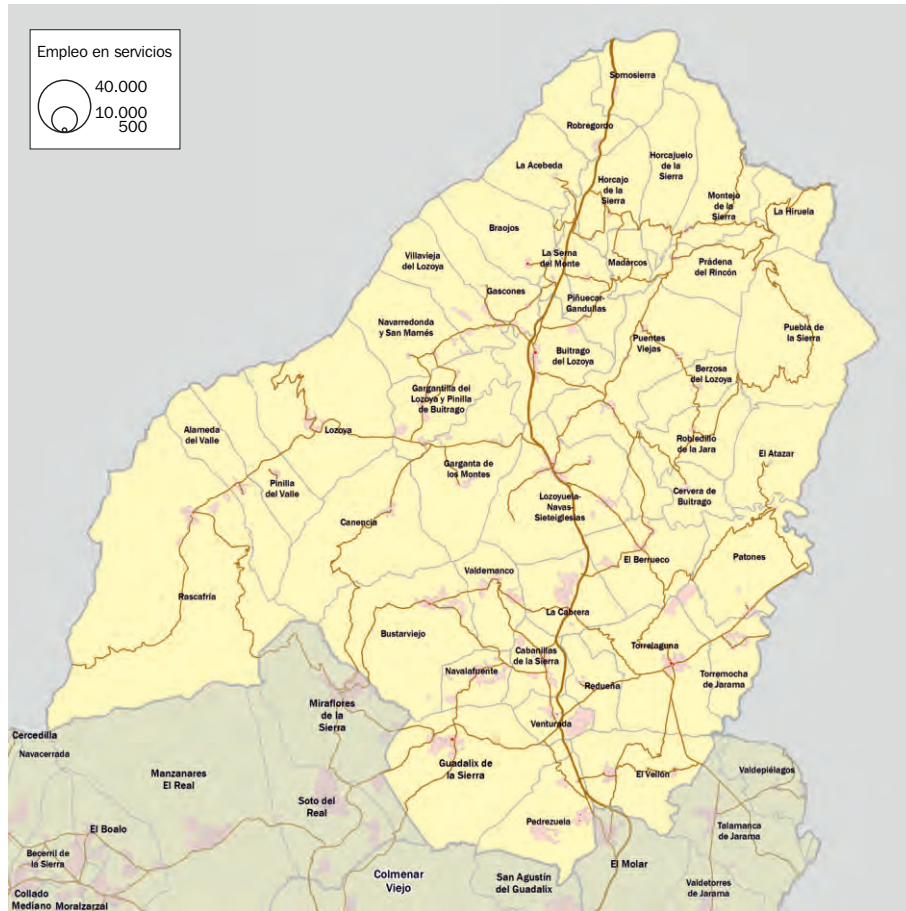 Empleo en servicios
40.000
10.000
500
Somosierra
Robregordo
La Acebeda
Horcajo
de la
Sierra
Horcajuelo
de la
Sierra
Montejo
de la
Sierra
La Hiruela
Braojos
La Serna
del Monte
Madarcos
Prádena
del Rincón
Villavieja
del Lozoya
Gascones
Piñuecar-
Gandullas
Navarredonda
y San Mamés
Buitrago
del Lozoya
Puentes
Viejas
Puebla de
la Sierra
Berzosa
del Lozoya
Gargantilla del
Lozoya y Pinilla
de Buitrago
Alameda
del Valle
Lozoya
Robledillo
de la Jara
El Atazar
Pinilla
del Valle
Garganta de
los Montes
Lozoyuela-
Navas-
Sieteiglesias
Cervera de
Buitrago
Canencia
El Berrueco
Patones
Valdemanco
Rascafría
La Cabrera
Bustarviejo
Cabanillas
de la Sierra
Torrelaguna
Navalafuente
Redueña
Torremocha
de Jarama
Miraflores
de la
Sierra
Venturada
Cercedilla
Navacerrada
Guadalix de
la Sierra
El Vellón
Valdepiélagos
Manzanares
El Real
Soto del
Real
Pedrezuela
Talamanca
de Jarama
El Boalo
Becerril de
la Sierra
El Molar
Colmenar
Viejo
San Agustín
del Guadalix
Valdetorres
de Jarama
Collado
Mediano
Moralzarzal